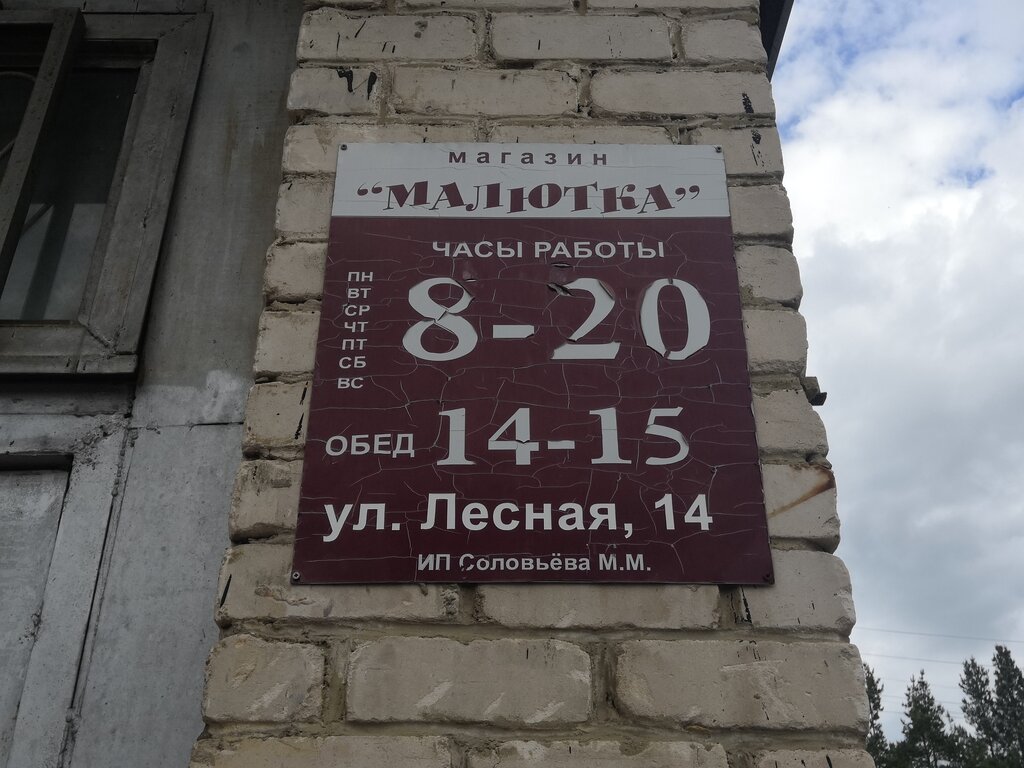 магазин
“МАЛЮТКА”
ЧАСЫ РАБОТЫ
ПН
ВТ
СР
ЧТ
ПТ
СБ
ВС
8-20
ОБЕД 14-15
ул. Лесная, 14
ИП Соловьёва М.М.